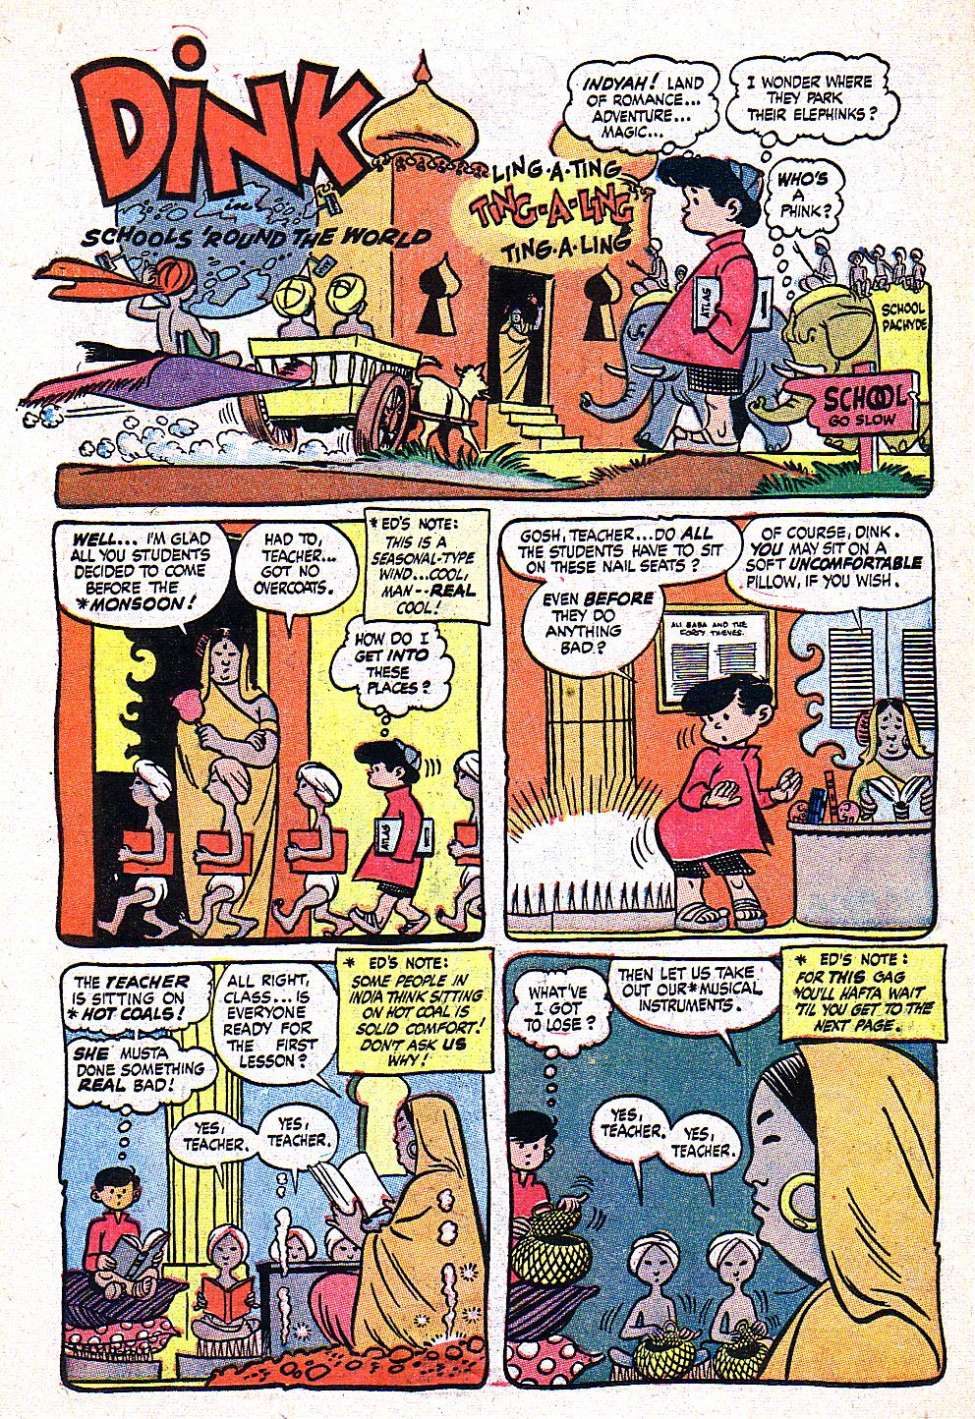 DINK
inc
SCHOOLS 'ROUND THE WORLD
LING-A-TING
TING-A-LING
TING-A-LING
INDYAH! LAND
OF ROMANCE...
ADVENTURE...
MAGIC...
I WONDER WHERE
THEY PARK
THEIR ELEPHINKS?
WHO'S
A
PHINK?
ATLAS
SCHOOL
PACHYDE
SCHOOL
GO SLOW
WELL... I'M GLAD
ALL YOU STUDENTS
DECIDED TO COME
BEFORE THE
*MONSOON!
HAD TO,
TEACHER...
GOT NO
OVERCOATS.
*ED'S NOTE:
THIS IS A
SEASONAL-TYPE
WIND...COOL,
MAN--REAL
COOL!
HOW DO I
GET INTO
THESE
PLACES?
ATLAS
GOSH, TEACHER...DO ALL
THE STUDENTS HAVE TO SIT
ON THESE NAIL SEATS?
EVEN BEFORE
THEY DO
ANYTHING
BAD?
OF COURSE, DINK.
YOU MAY SIT ON A
SOFT UNCOMFORTABLE
PILLOW, IF YOU WISH.
ALI BABA AND THE
FORTY THIEVES.
THE TEACHER
IS SITTING ON
*HOT COALS!
SHE MUSTA
DONE SOMETHING
REAL BAD!
ALL RIGHT,
CLASS... IS
EVERYONE
READY FOR
THE FIRST
LESSON?
* ED'S NOTE:
SOME PEOPLE IN
INDIA THINK SITTING
ON HOT COAL IS
SOLID COMFORT!
DON'T ASK US
WHY!
YES,
TEACHER.
YES,
TEACHER.
WHAT'VE
I GOT
TO LOSE?
THEN LET US TAKE
OUT OUR *MUSICAL
INSTRUMENTS.
* ED'S NOTE:
FOR THIS GAG
YOU'LL HAFTA WAIT
'TIL YOU GET TO THE
NEXT PAGE.
YES,
TEACHER.
YES,
TEACHER.